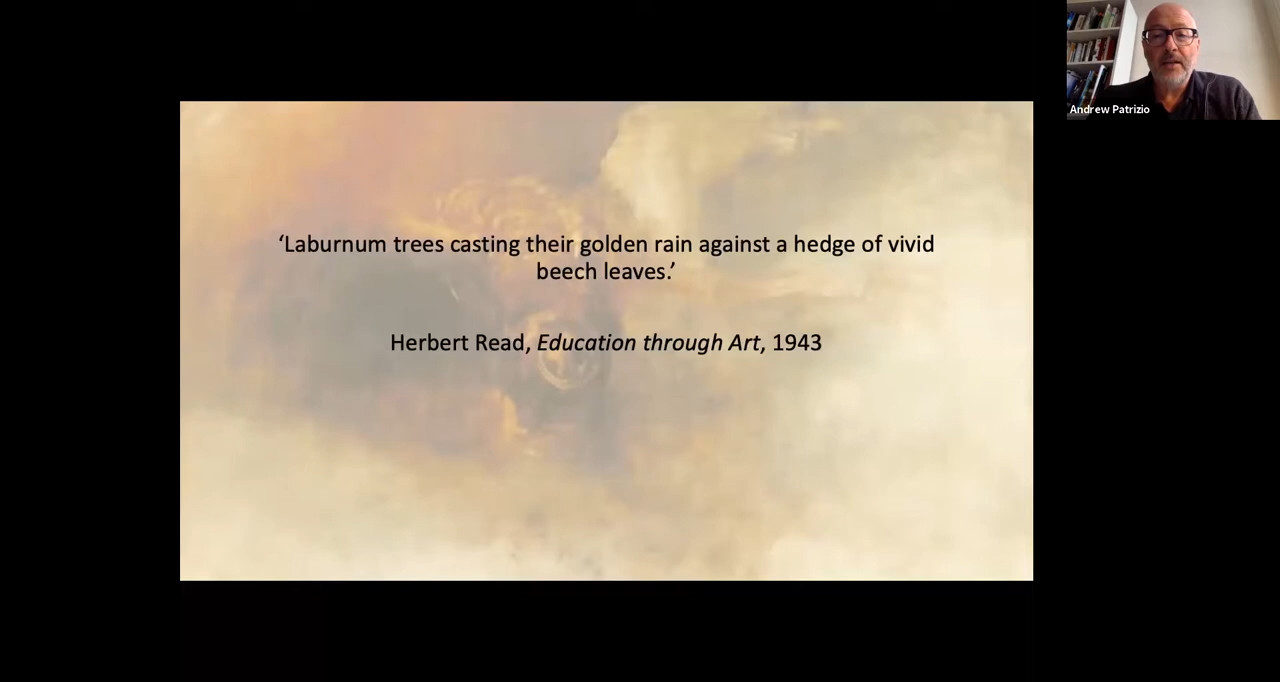 Andrew Patrizio
‘Laburnum trees casting their golden rain against a hedge of vivid
beech leaves.’
Herbert Read, Education through Art, 1943